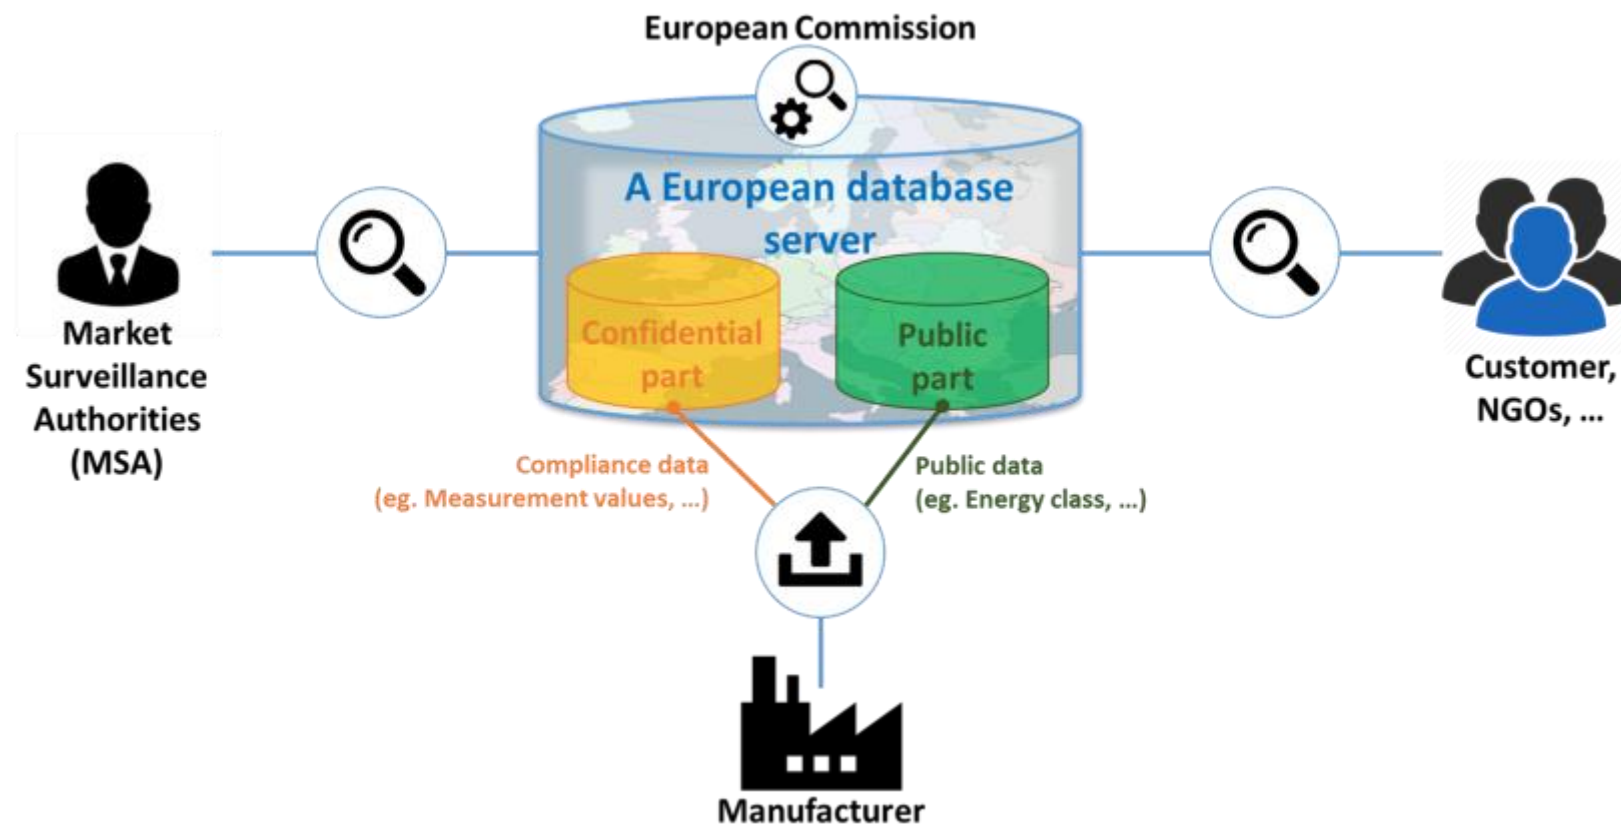 European Commission
A European database
server
Confidential
part
Public
part
Market
Surveillance
Authorities
(MSA)
Customer,
NGOs, ...
Compliance data
(eg. Measurement values, ...)
Public data
(eg. Energy class, ...)
Manufacturer